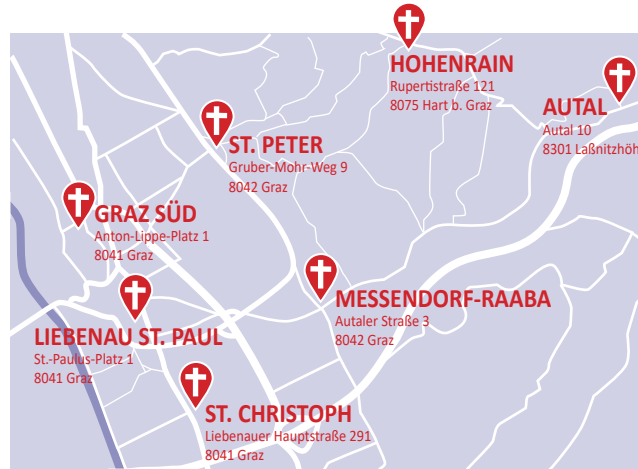 HOHENRAIN
Rupertistraße 121
8075 Hart b. Graz
AUTAL
Autal 10
8301 Laßnitzhöh
ST. PETER
Gruber-Mohr-Weg 9
8042 Graz
GRAZ SÜD
Anton-Lippe-Platz 1
8041 Graz
MESSENDORF-RAABA
Autaler Straße 3
8042 Graz
LIEBENAU ST. PAUL
St.-Paulus-Platz 1
8041 Graz
ST. CHRISTOPH
Liebenauer Hauptstraße 291
8041 Graz